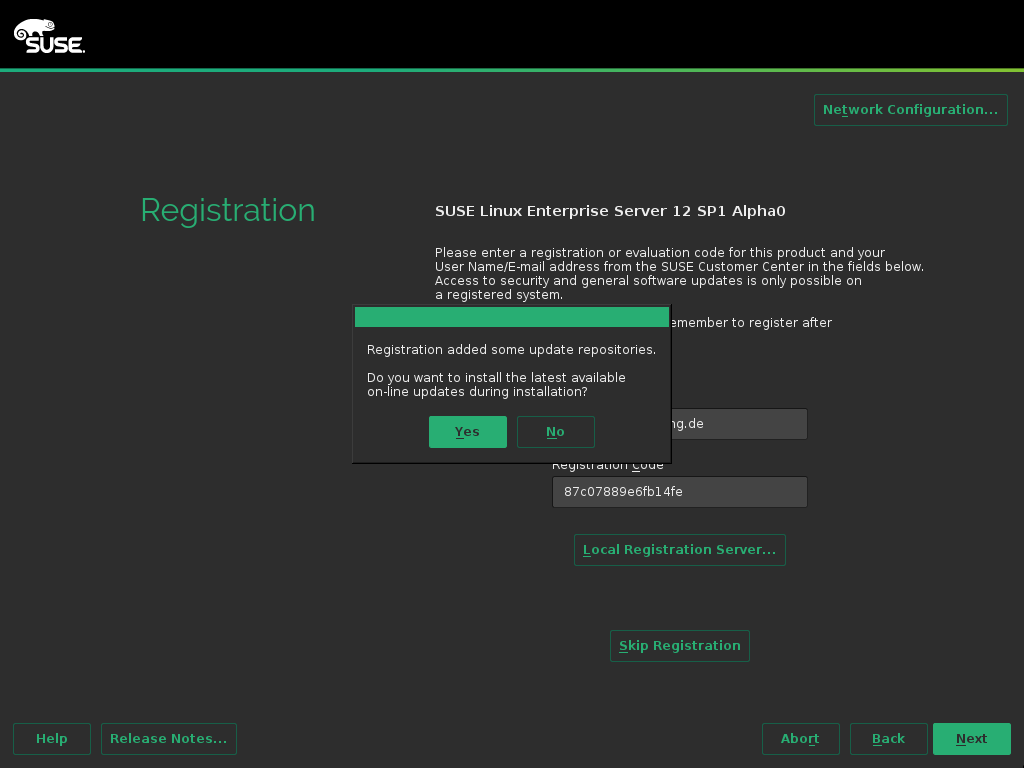 SUSE
Network Configuration...
Registration
SUSE Linux Enterprise Server 12 SP1 Alpha0
Please enter a registration or evaluation code for this product and your
User Name/E-mail address from the SUSE Customer Center in the fields below.
Access to security and general software updates is only possible on
a registered system.
to register after
Registration added some update repositories.
Do you want to install the latest available
on-line updates during installation?
Yes
No
ng.de
Registration Code
87c07889e6fb14fe
Local Registration Server...
Skip Registration
Help
Release Notes...
Abort
Back
Next